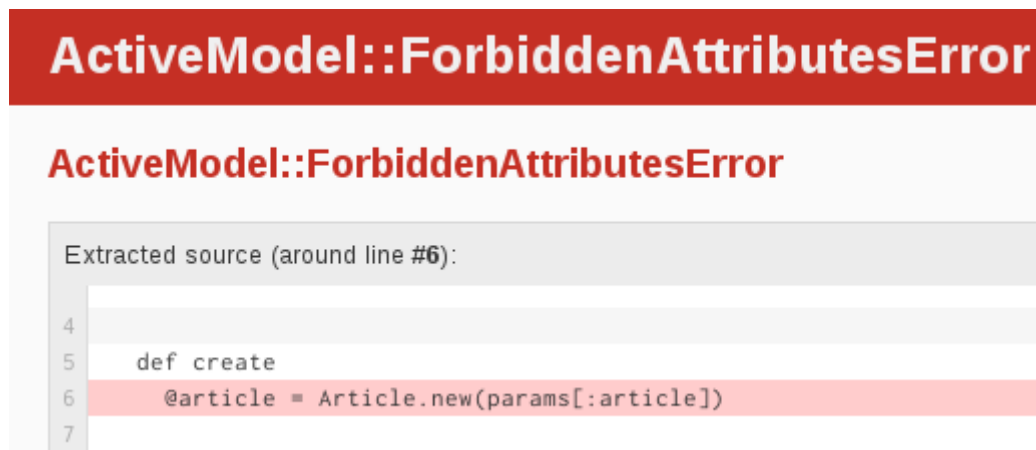 ActiveModel::ForbiddenAttributesError
ActiveModel::ForbiddenAttributesError
Extracted source (around line #6):
4
5 def create
6 @article = Article.new(params[:article])
7